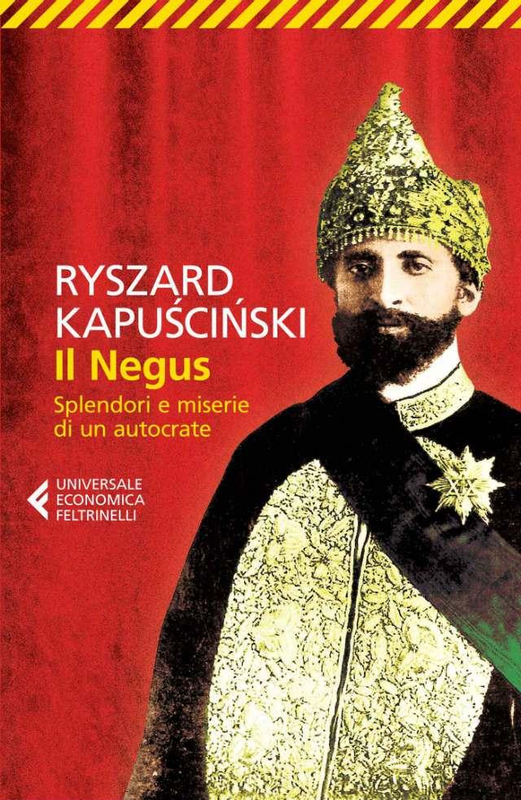 RYSZARD
KAPUŚCIŃSKI
Il Negus
Splendori e miserie
di un autocrate
UNIVERSALE
ECONOMICA
FELTRINELLI